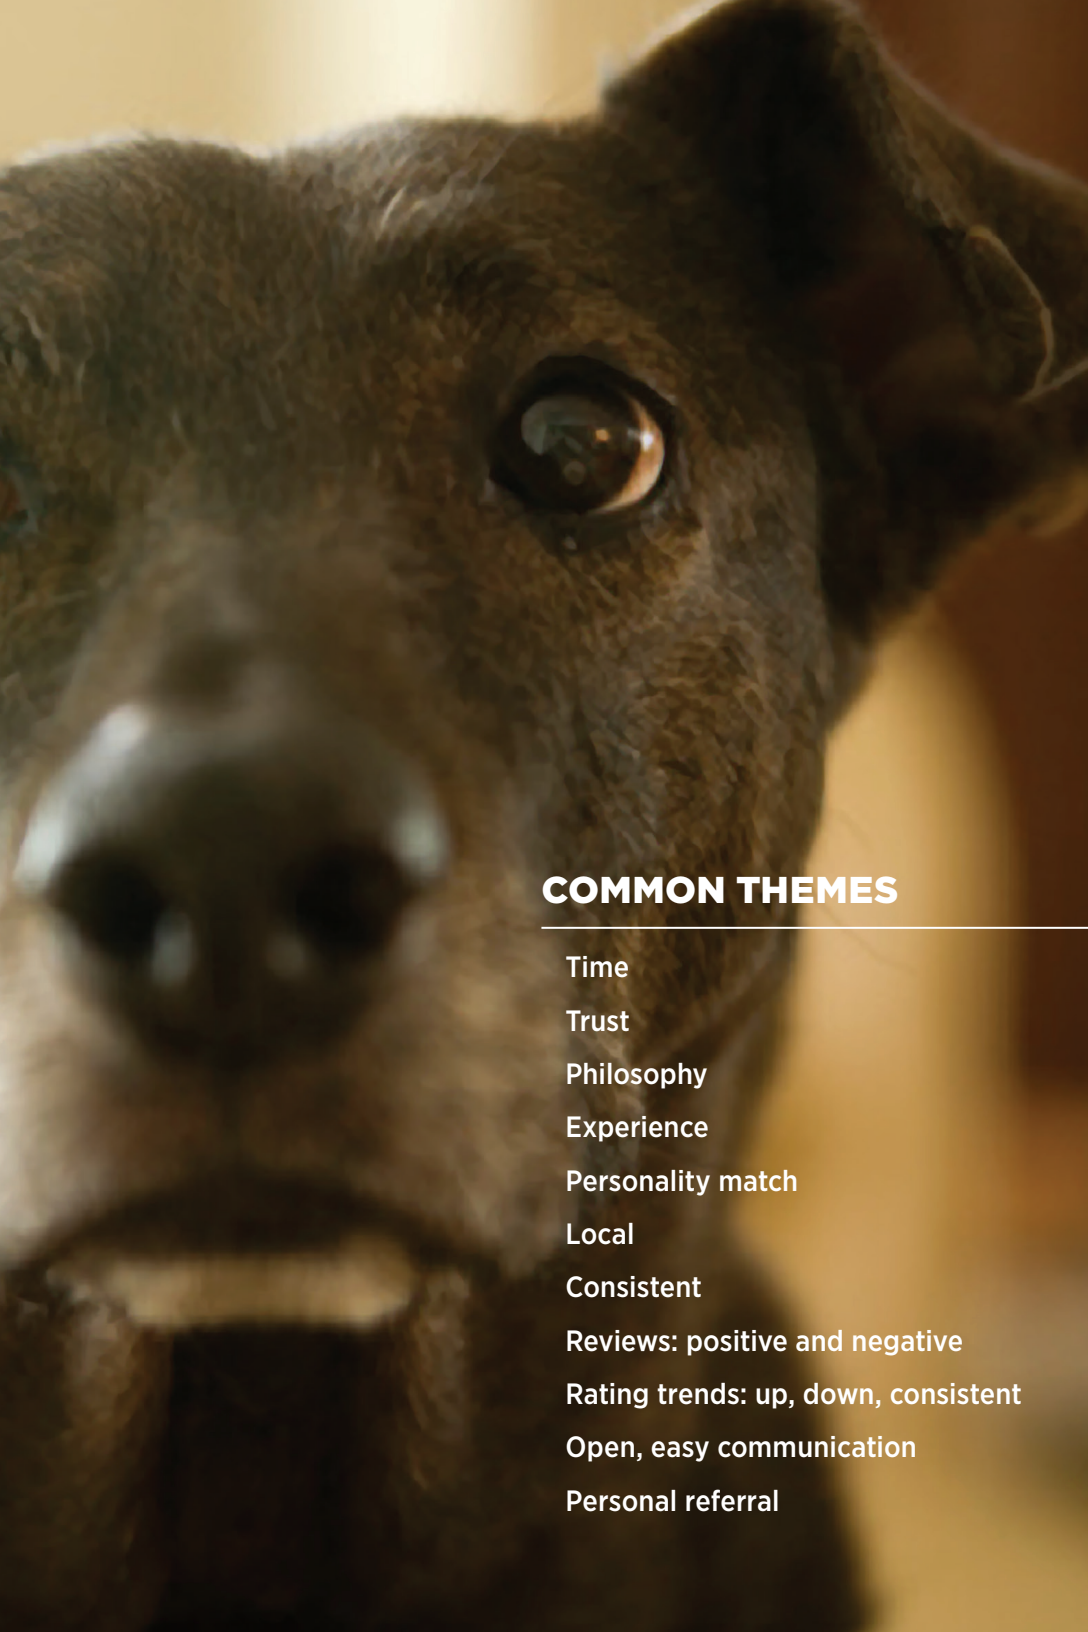 COMMON THEMES
Time
Trust
Philosophy
Experience
Personality match
Local
Consistent
Reviews: positive and negative
Rating trends: up, down, consistent
Open, easy communication
Personal referral